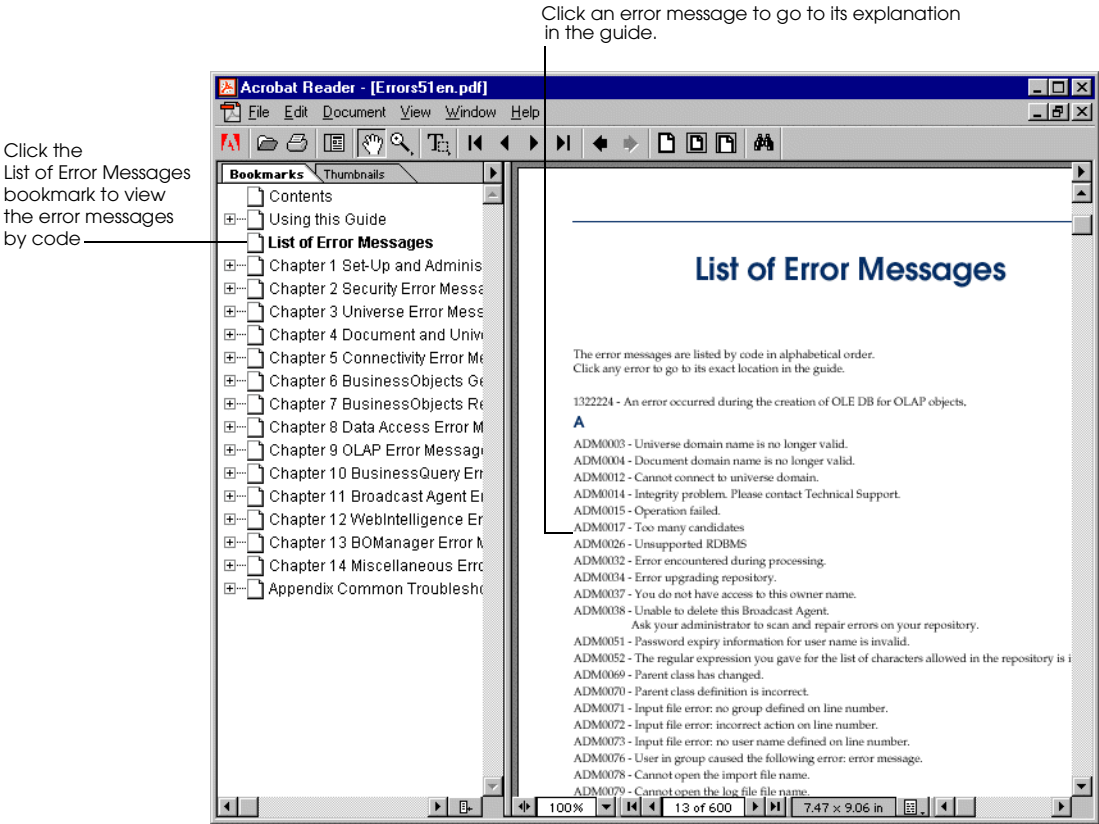 Click an error message to go to its explanation
in the guide.
Click the
List of Error Messages
bookmark to view
the error messages
by code
Acrobat Reader - [Errors51en.pdf]
File Edit Document View Window Help
Bookmarks Thumbnails
Contents
Using this Guide
List of Error Messages
Chapter 1 Set-Up and Adminis
Chapter 2 Security Error Messa
Chapter 3 Universe Error Mess
Chapter 4 Document and Unive
Chapter 5 Connectivity Error Me
Chapter 6 BusinessObjects Ge
Chapter 7 BusinessObjects Re
Chapter 8 Data Access Error M
Chapter 9 OLAP Error Message
Chapter 10 BusinessQuery Err
Chapter 11 Broadcast Agent Er
Chapter 12 WebIntelligence Er
Chapter 13 BOManager Error M
Chapter 14 Miscellaneous Erro
Appendix Common Troublesho
List of Error Messages
The error messages are listed by code in alphabetical order.
Click any error to go to its exact location in the guide.
1322224 - An error occurred during the creation of OLE DB for OLAP objects,
A
ADM0003 - Universe domain name is no longer valid.
ADM0004 - Document domain name is no longer valid.
ADM0012 - Cannot connect to universe domain.
ADM0014 - Integrity problem. Please contact Technical Support.
ADM0015 - Operation failed.
ADM0017 - Too many candidates
ADM0026 - Unsupported RDBMS
ADM0032 - Error encountered during processing.
ADM0034 - Error upgrading repository.
ADM0037 - You do not have access to this owner name.
ADM0038 - Unable to delete this Broadcast Agent.
Ask your administrator to scan and repair errors on your repository.
ADM0051 - Password expiry information for user name is invalid.
ADM0052 - The regular expression you gave for the list of characters allowed in the repository is i
ADM0069 - Parent class has changed.
ADM0070 - Parent class definition is incorrect.
ADM0071 - Input file error: no group defined on line number.
ADM0072 - Input file error: incorrect action on line number.
ADM0073 - Input file error: no user name defined on line number.
ADM0076 - User in group caused the following error: error message.
ADM0078 - Cannot open the import file name.
ADM0079 - Cannot open the log file file name.
100% 13 of 600 7.47 x 9.06 in